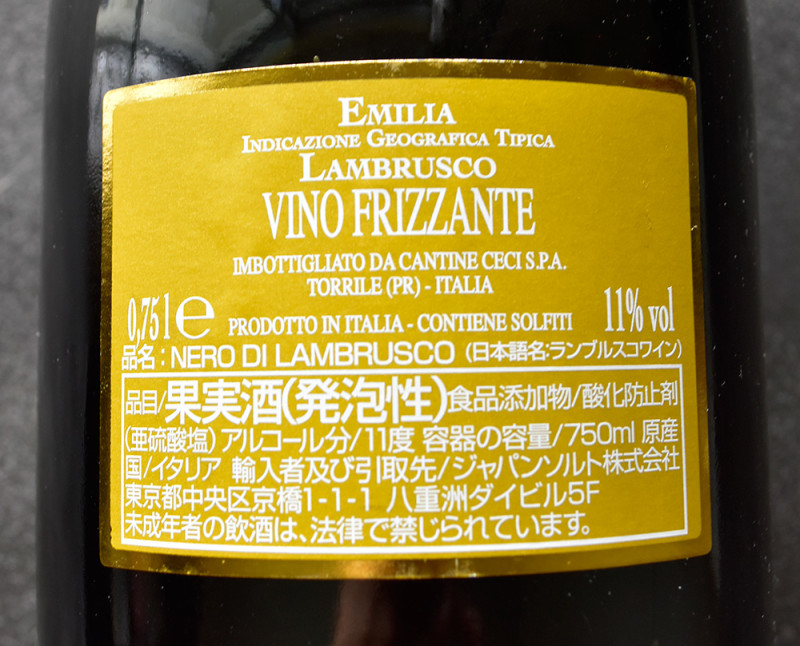 EMILIA
INDICAZIONE GEOGRAFICA TIPICA
LAMBRUSCO
VINO FRIZZANTE
IMBOTTIGLIATO DA CANTINE CECI S.P.A.
TORRILE (PR) - ITALIA
0,75 l e PRODOTTO IN ITALIA - CONTIENE SOLFITI 11% vol
品名：NERO DI LAMBRUSCO（日本語名:ランブルスコワイン）
品目/果実酒(発泡性)食品添加物/酸化防止剤
(亜硫酸塩) アルコール分/11度 容器の容量/750ml 原産
国/イタリア 輸入者及び引取先/ジャパンソルト株式会社
東京都中央区京橋1-1-1 八重洲ダイビル5F
未成年者の飲酒は、法律で禁じられています。